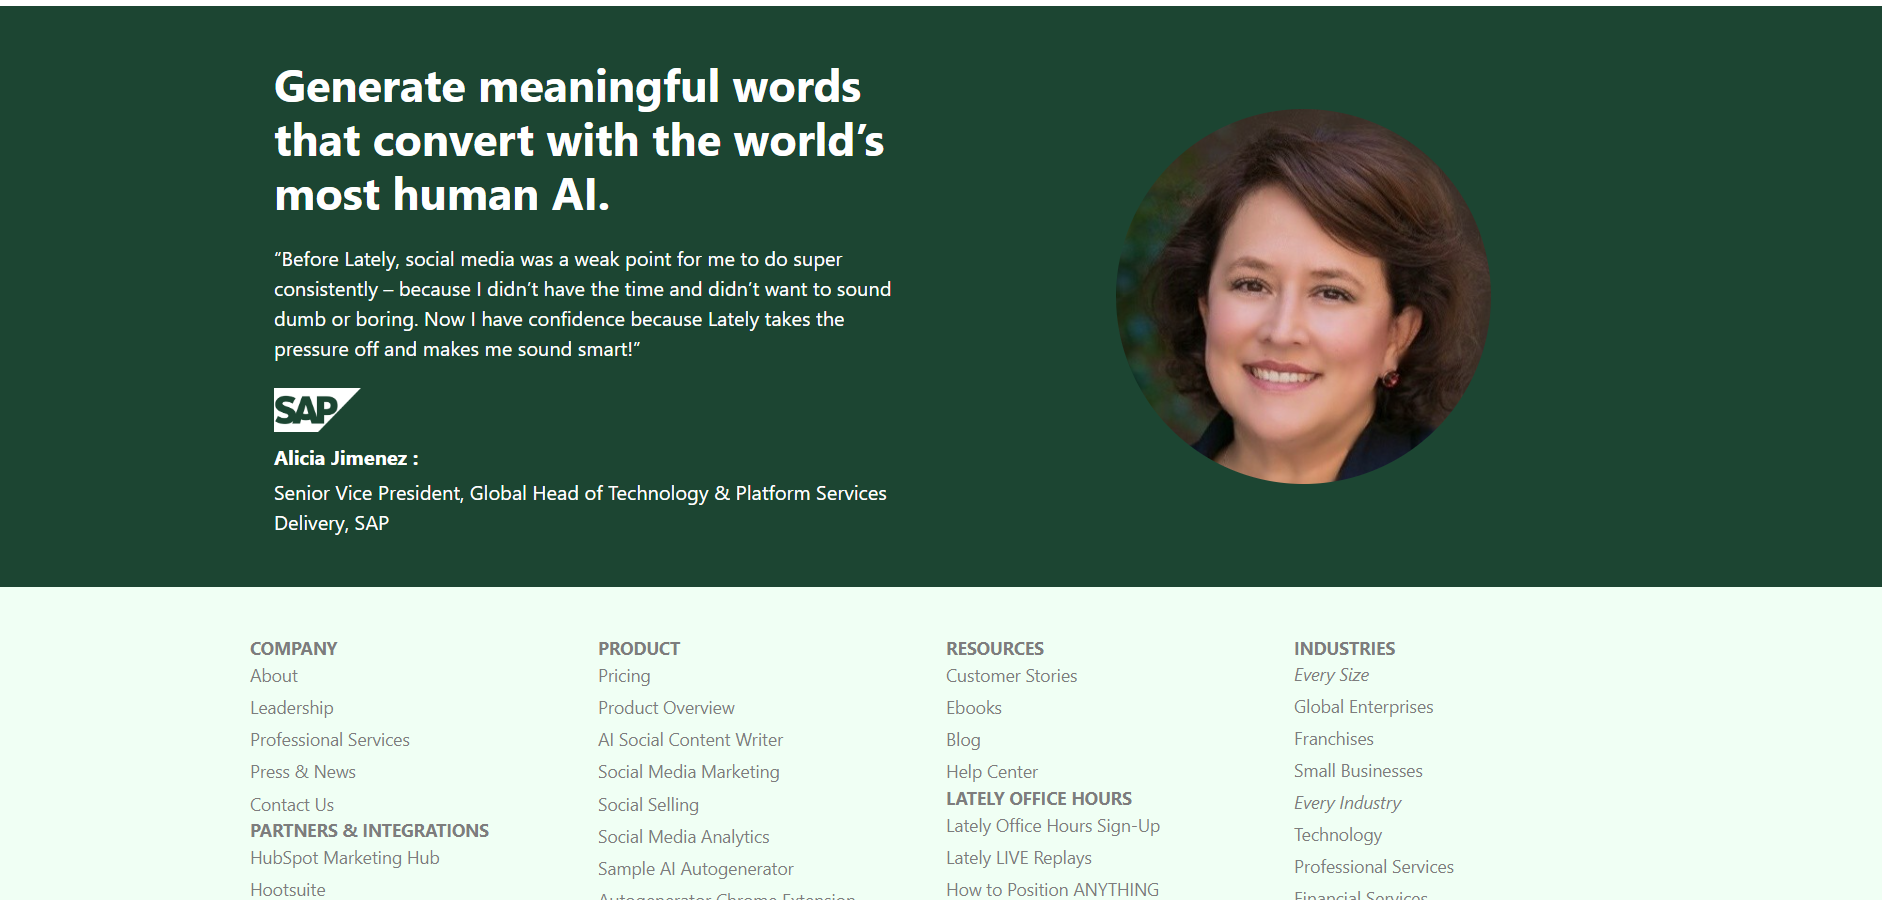 Generate meaningful words
that convert with the world’s
most human AI.
“Before Lately, social media was a weak point for me to do super
consistently – because I didn’t have the time and didn’t want to sound
dumb or boring. Now I have confidence because Lately takes the
pressure off and makes me sound smart!”
SAP
Alicia Jimenez :
Senior Vice President, Global Head of Technology & Platform Services
Delivery, SAP
COMPANY
About
Leadership
Professional Services
Press & News
Contact Us
PARTNERS & INTEGRATIONS
HubSpot Marketing Hub
Hootsuite
PRODUCT
Pricing
Product Overview
AI Social Content Writer
Social Media Marketing
Social Selling
Social Media Analytics
Sample AI Autogenerator
Autogenerator Chrome Extension
RESOURCES
Customer Stories
Ebooks
Blog
Help Center
LATELY OFFICE HOURS
Lately Office Hours Sign-Up
Lately LIVE Replays
How to Position ANYTHING
INDUSTRIES
Every Size
Global Enterprises
Franchises
Small Businesses
Every Industry
Technology
Professional Services
Financial Services